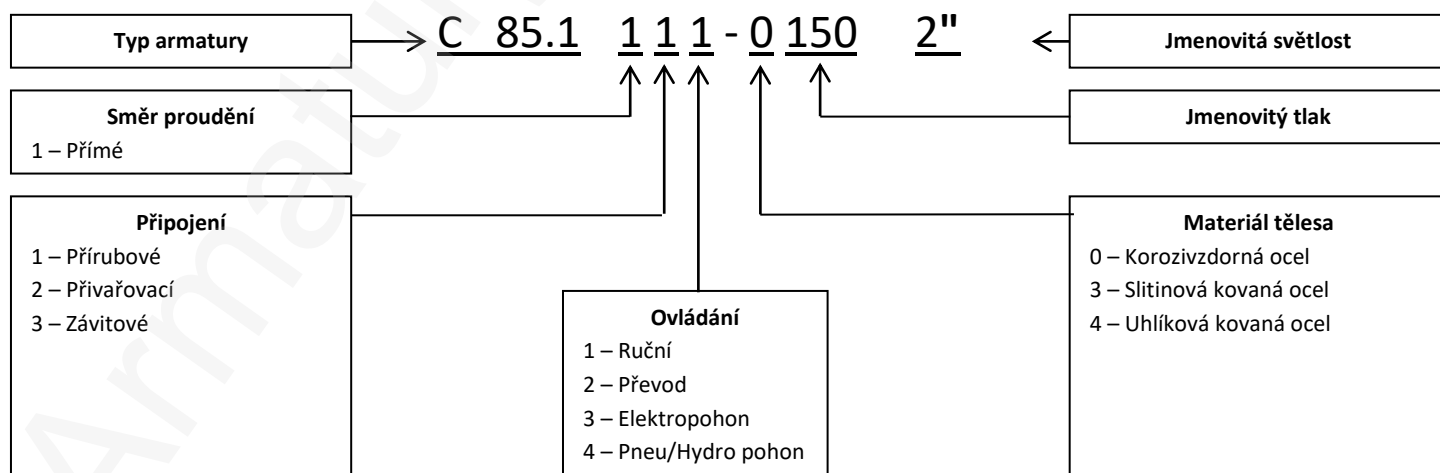 Typ armatury
C 85.1 1 1 1 - 0 150 2"
Jmenovitá světlost
Směr proudění
1 – Přímé
Jmenovitý tlak
Připojení
1 – Přírubové
2 – Přivařovací
3 – Závitové
Ovládání
1 – Ruční
2 – Převod
3 – Elektropohon
4 – Pneu/Hydro pohon
Materiál tělesa
0 – Korozivzdorná ocel
3 – Slitinová kovaná ocel
4 – Uhlíková kovaná ocel